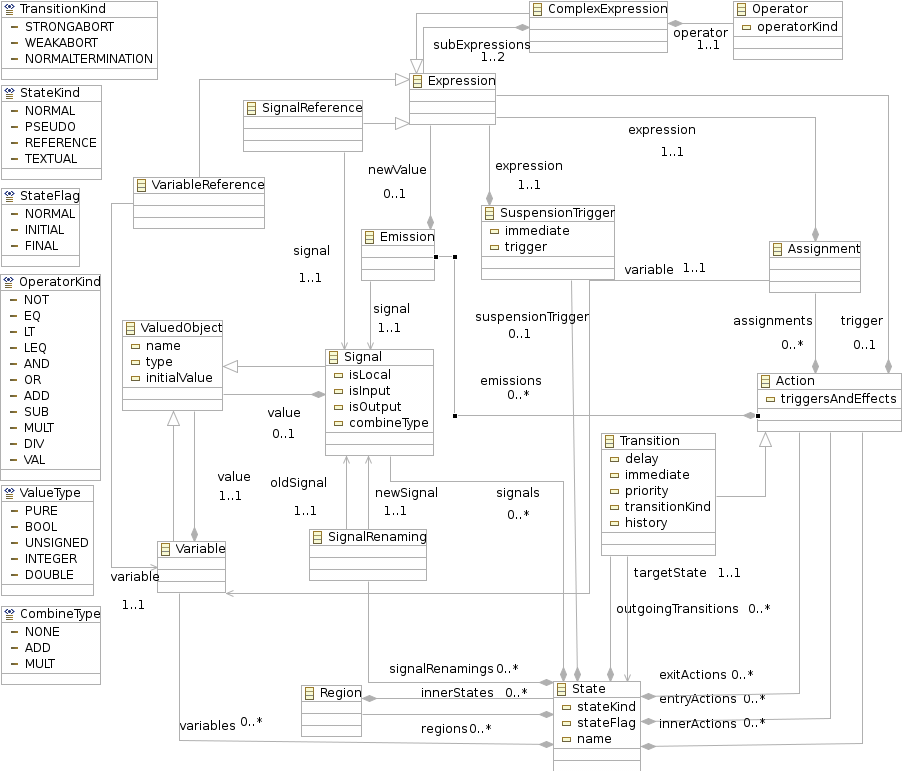 TransitionKind
STRONGABORT
WEAKABORT
NORMALTERMINATION
StateKind
NORMAL
PSEUDO
REFERENCE
TEXTUAL
StateFlag
NORMAL
INITIAL
FINAL
OperatorKind
NOT
EQ
LT
LEQ
AND
OR
ADD
SUB
MULT
DIV
VAL
ValueType
PURE
BOOL
UNSIGNED
INTEGER
DOUBLE
CombineType
NONE
ADD
MULT
ComplexExpression
Operator
operatorKind
operator
1..1
subExpressions
1..2
Expression
SignalReference
VariableReference
newValue
0..1
expression
1..1
expression
1..1
SuspensionTrigger
immediate
trigger
Emission
Assignment
signal
1..1
variable 1..1
signal
1..1
suspensionTrigger
0..1
assignments
0..*
trigger
0..1
ValuedObject
name
type
initialValue
Signal
isLocal
isInput
isOutput
combineType
emissions
0..*
Action
triggersAndEffects
value
0..1
Transition
delay
immediate
priority
transitionKind
history
value
1..1
oldSignal
1..1
newSignal
1..1
signals
0..*
SignalRenaming
Variable
variable
1..1
targetState 1..1
outgoingTransitions 0..*
signalRenamings 0..*
exitActions 0..*
Region
innerStates 0..*
State
stateKind
stateFlag
name
entryActions 0..*
variables 0..*
regions 0..*
innerActions 0..*